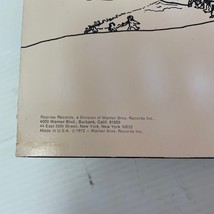 Reprise Records, a Division of Warner Bros. Records Inc.
4000 Warner Blvd., Burbank, Calif. 91505
44 East 50th Street, New York, New York 10022
Made in U.S.A. © 1973 — Warner Bros. Records Inc.